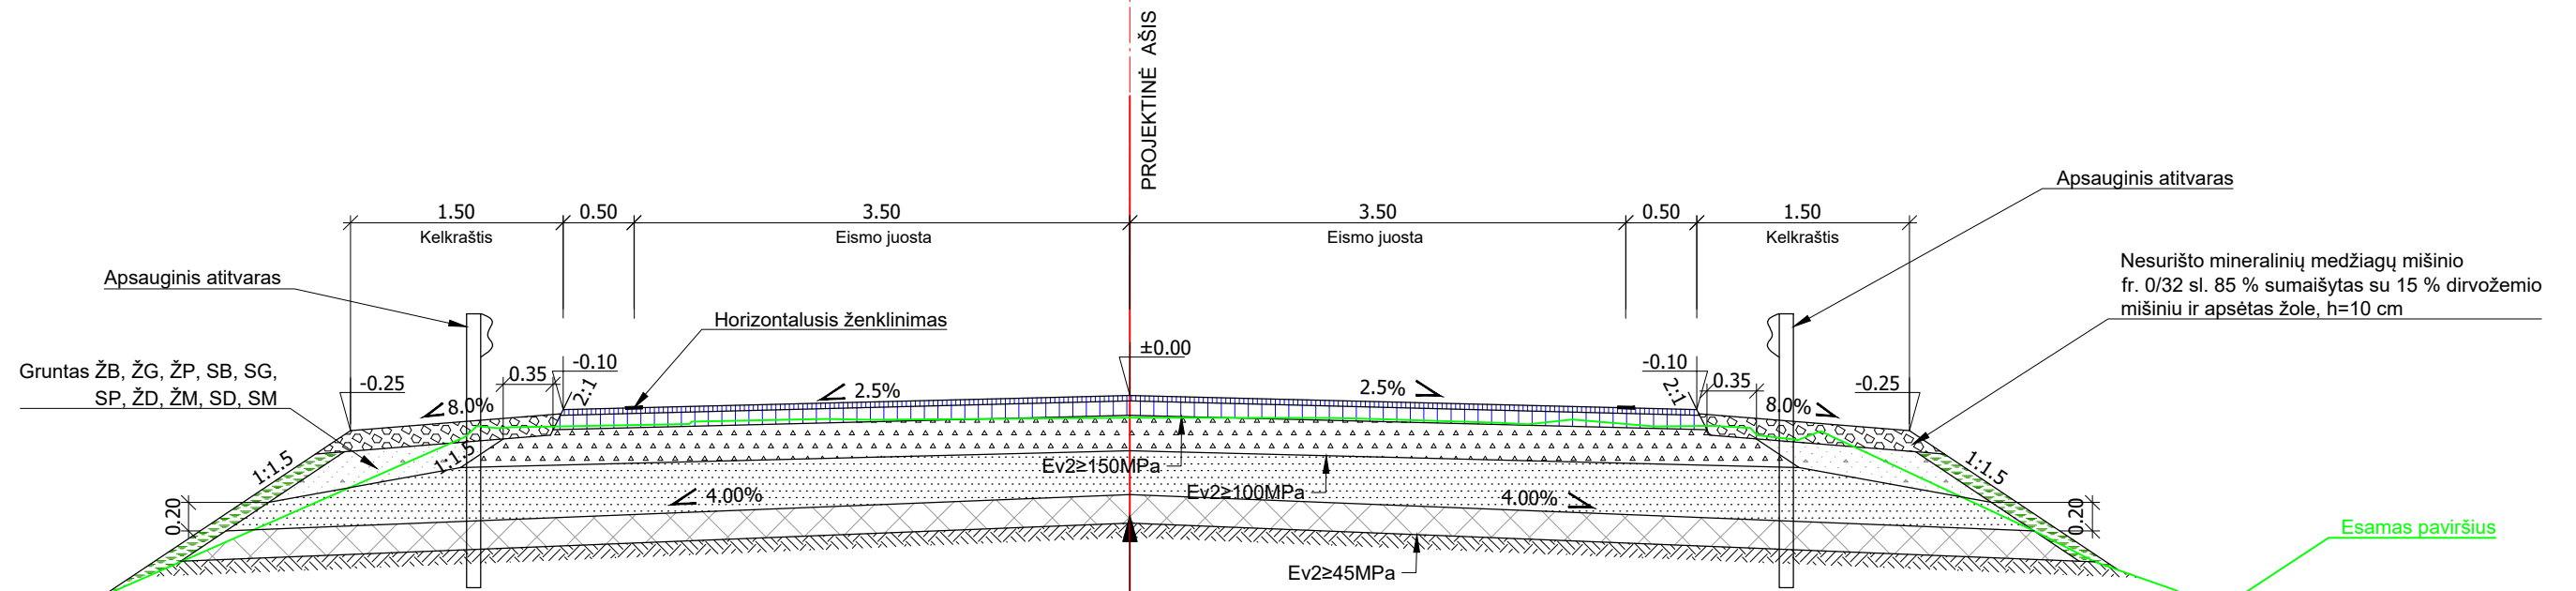 PROJEKTINĖ AŠIS
Apsauginis atitvaras
1.50
0.50
3.50
3.50
0.50
1.50
Kelkraštis
Eismo juosta
Eismo juosta
Kelkraštis
Apsauginis atitvaras
Nesurišto mineralinių medžiagų mišinio
fr. 0/32 sl. 85 % sumaišytas su 15 % dirvožemio
mišiniu ir apsėtas žole, h=10 cm
Horizontalusis ženklinimas
Gruntas ŽB, ŽG, ŽP, SB, SG,
SP, ŽD, ŽM, SD, SM
-0.25
0.35
-0.10
2:1
±0.00
-0.10
2:1
0.35
-0.25
8.0%
2.5%
2.5%
8.0%
1:1.5
1:1.5
Ev2≥150MPa
Ev2≥100MPa
1:1.5
0.20
4.00%
4.00%
0.20
Esamas paviršius
Ev2≥45MPa